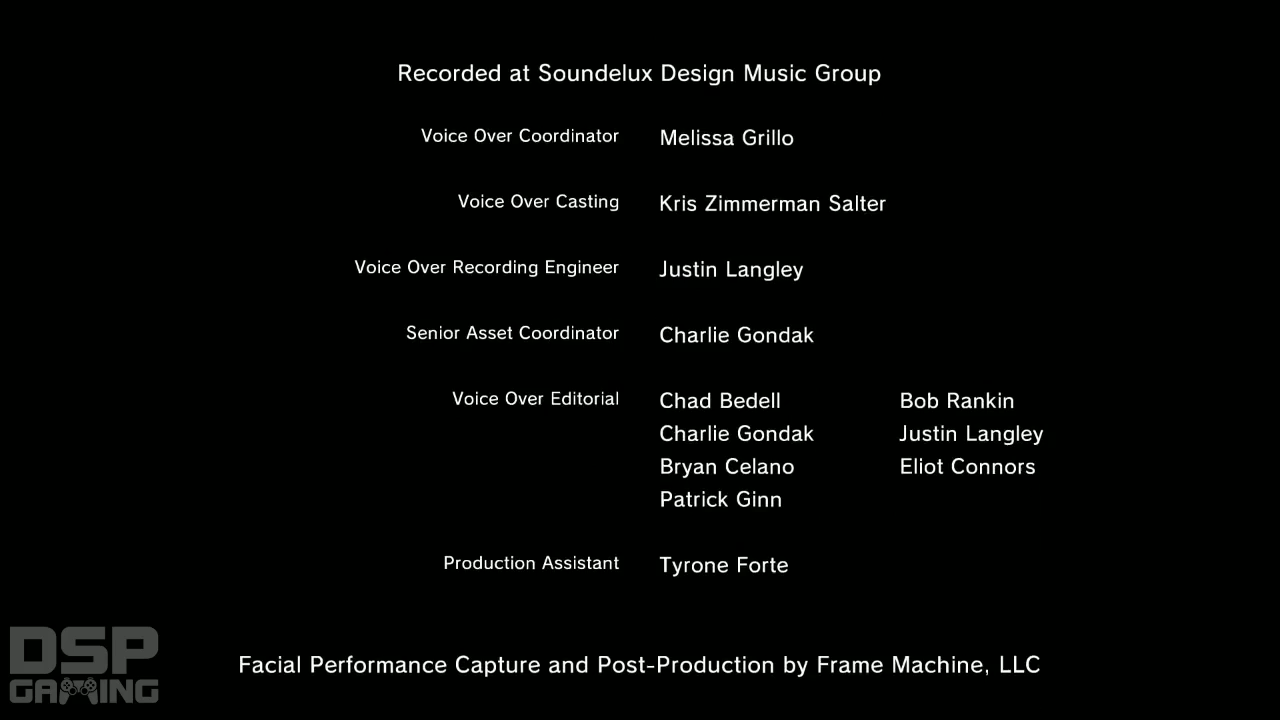 Recorded at Soundelux Design Music Group
Voice Over Coordinator Melissa Grillo
Voice Over Casting Kris Zimmerman Salter
Voice Over Recording Engineer Justin Langley
Senior Asset Coordinator Charlie Gondak
Voice Over Editorial Chad Bedell Bob Rankin
Charlie Gondak Justin Langley
Bryan Celano Eliot Connors
Patrick Ginn
Production Assistant Tyrone Forte
Facial Performance Capture and Post-Production by Frame Machine, LLC
DSP
GAMING